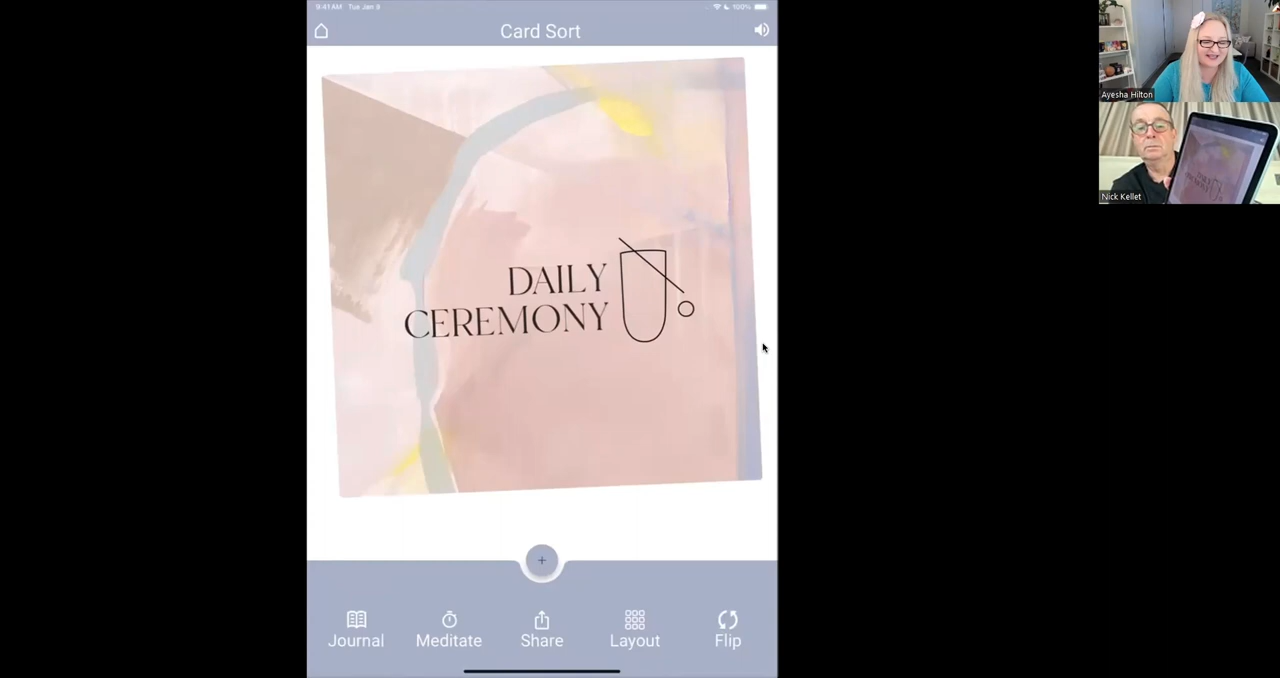 9:41 AM Tue Jan 9
100%
Card Sort
DAILY
CEREMONY
+
Journal
Meditate
Share
Layout
Flip
Ayesha Hilton
Nick Kellet